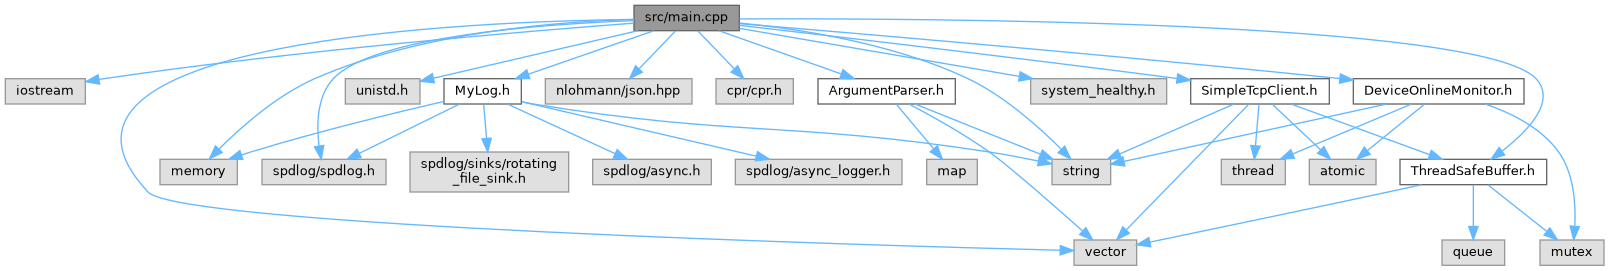 src/main.cpp
iostream
unistd.h
MyLog.h
nlohmann/json.hpp
cpr/cpr.h
ArgumentParser.h
system_healthy.h
SimpleTcpClient.h
DeviceOnlineMonitor.h
memory
spdlog/spdlog.h
spdlog/sinks/rotating
_file_sink.h
spdlog/async.h
spdlog/async_logger.h
map
string
thread
atomic
ThreadSafeBuffer.h
vector
queue
mutex